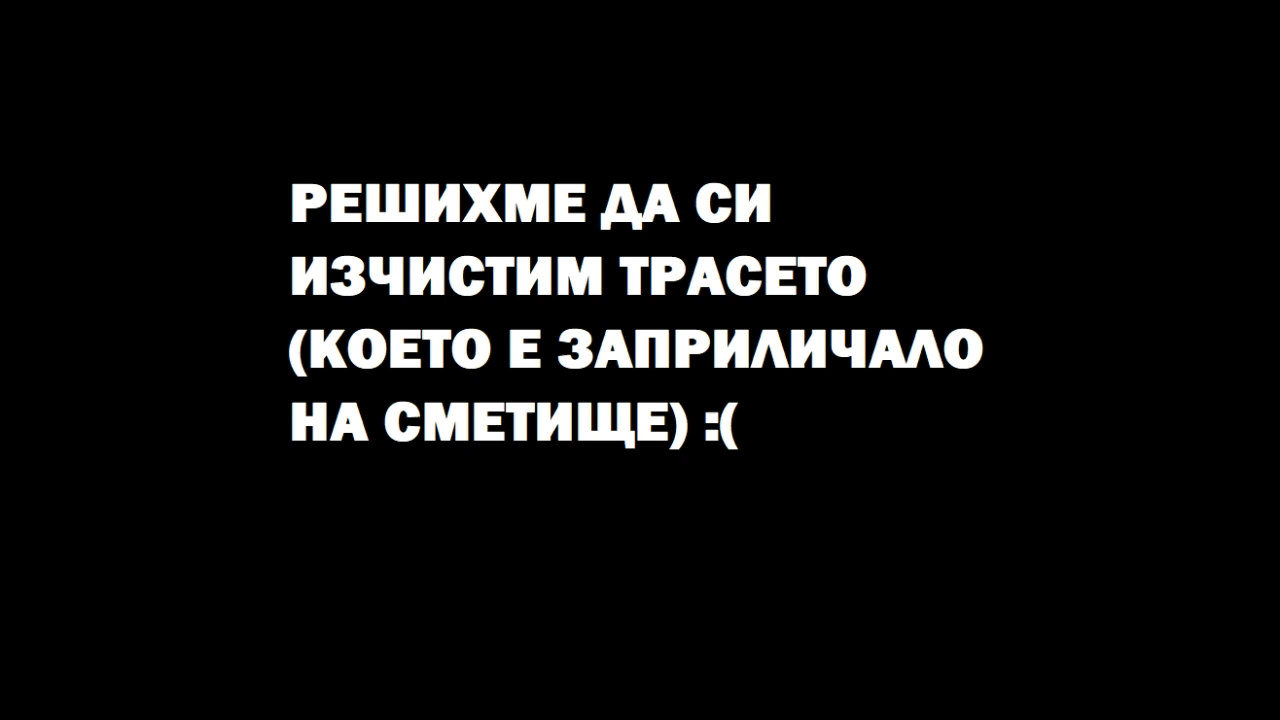 РЕШИХМЕ ДА СИ
ИЗЧИСТИМ ТРАСЕТО
(КОЕТО Е ЗАПРИЛИЧАЛО
НА СМЕТИЩЕ) :(